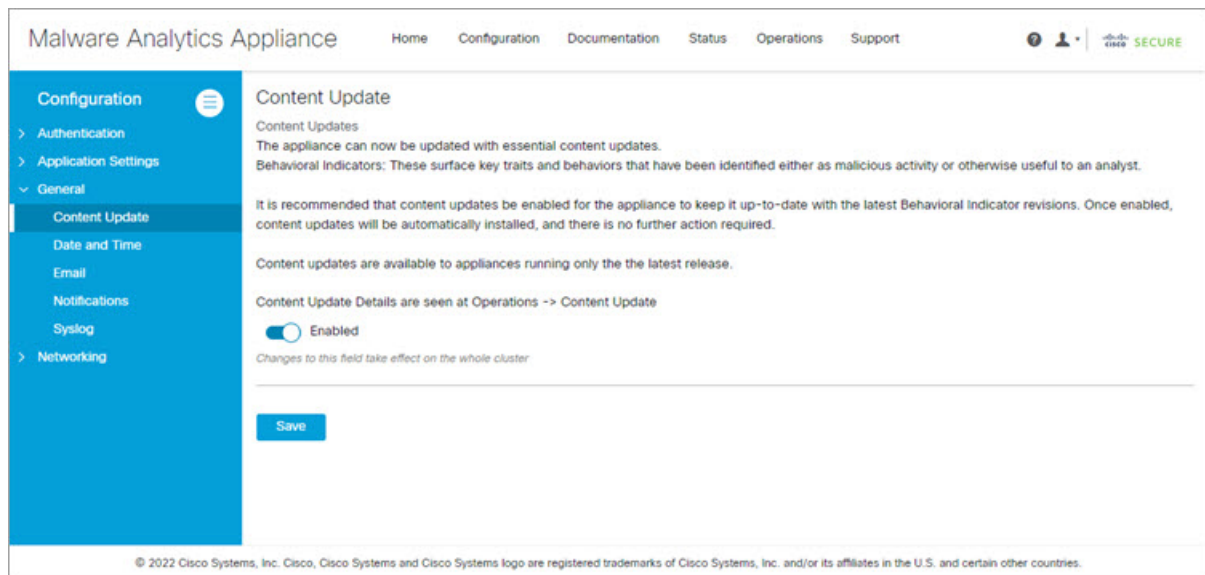 Malware Analytics Appliance
Home
Configuration
Documentation
Status
Operations
Support
CISCO SECURE
Configuration
Authentication
Application Settings
General
Content Update
Date and Time
Email
Notifications
Syslog
Networking
Content Update
Content Updates
The appliance can now be updated with essential content updates.
Behavioral Indicators: These surface key traits and behaviors that have been identified either as malicious activity or otherwise useful to an analyst.
It is recommended that content updates be enabled for the appliance to keep it up-to-date with the latest Behavioral Indicator revisions. Once enabled,
content updates will be automatically installed, and there is no further action required.
Content updates are available to appliances running only the the latest release.
Content Update Details are seen at Operations -> Content Update
Enabled
Changes to this field take effect on the whole cluster
Save
© 2022 Cisco Systems, Inc. Cisco, Cisco Systems and Cisco Systems logo are registered trademarks of Cisco Systems, Inc. and/or its affiliates in the U.S. and certain other countries.